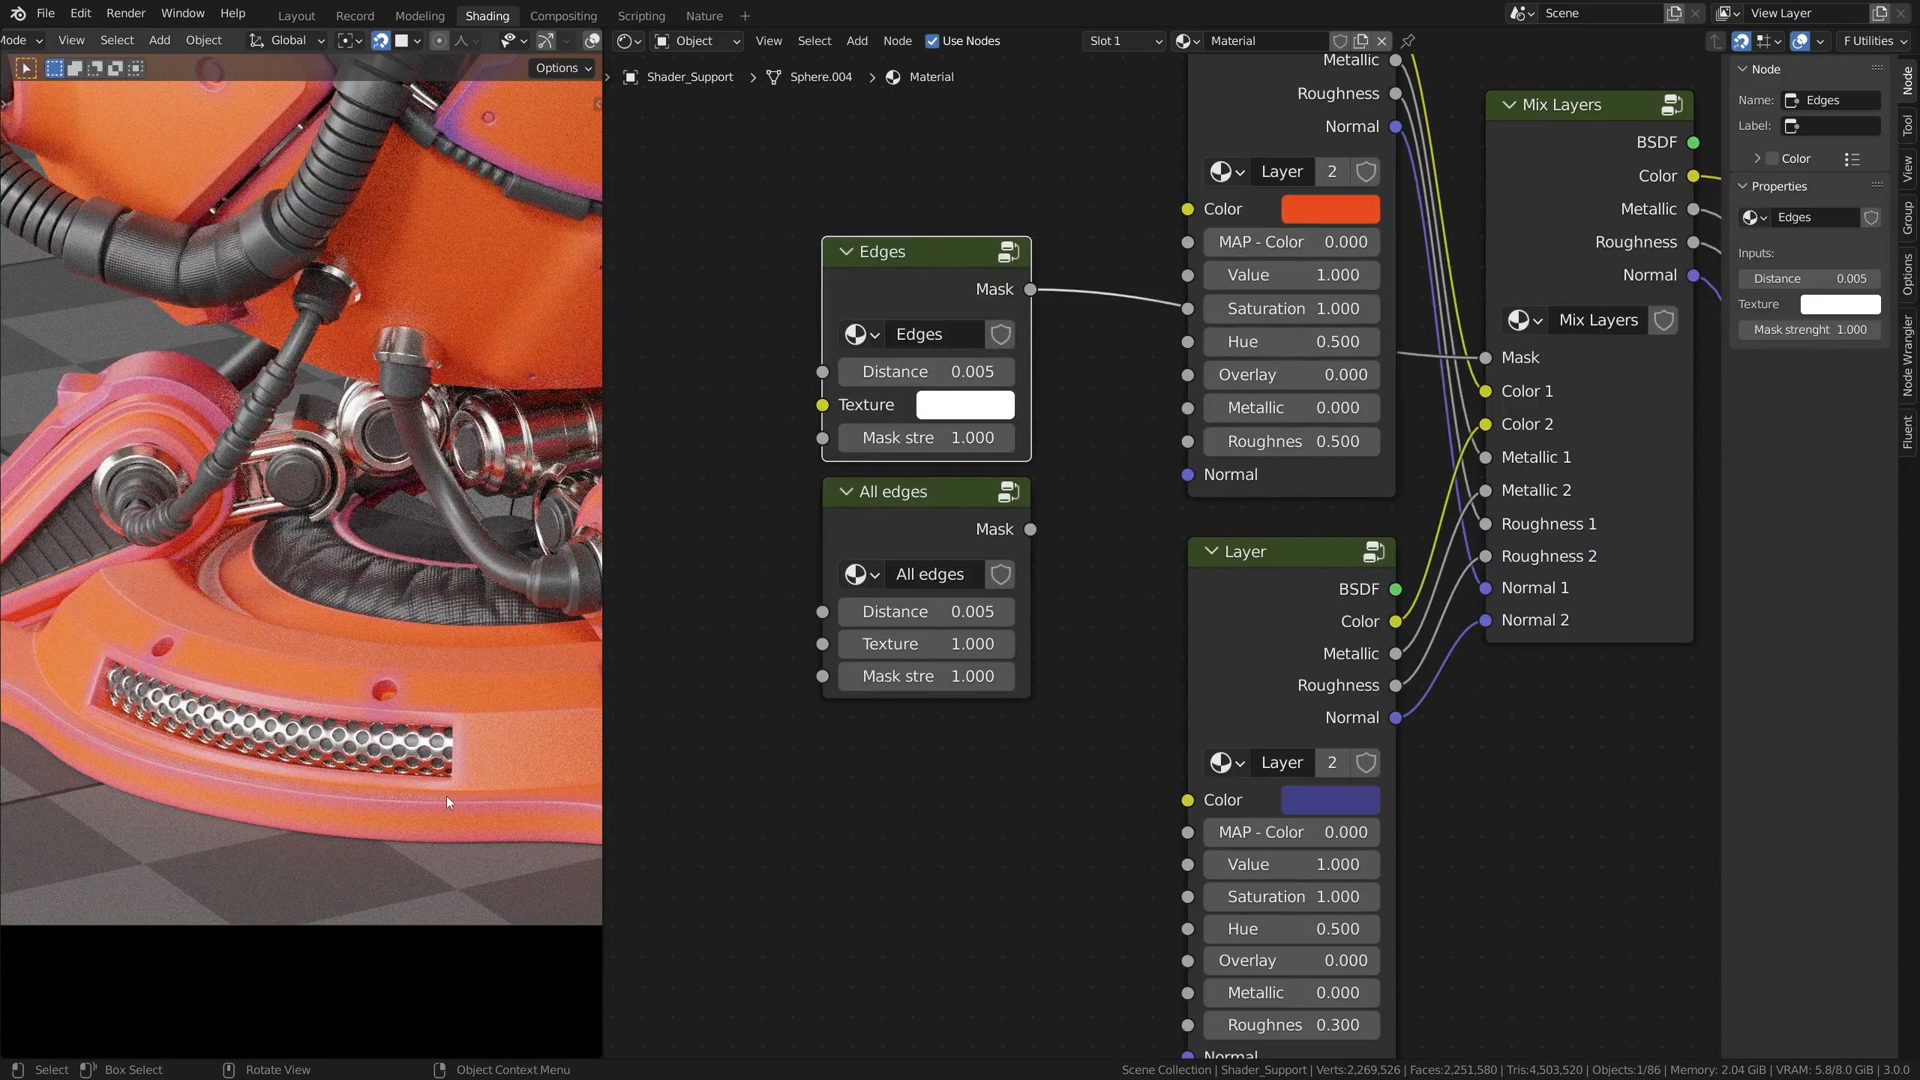 File Edit Render Window Help Layout Record Modeling Shading Compositing Scripting Nature + Scene View Layer
Mode View Select Add Object Global Object View Select Add Node Use Nodes Slot 1 Material F Utilities
Options
Shader_Support > Sphere.004 > Material
Metallic
Roughness
Normal
Layer 2
Color
MAP - Color 0.000
Value 1.000
Saturation 1.000
Hue 0.500
Overlay 0.000
Metallic 0.000
Roughnes 0.500
Normal
Edges
Mask
Edges
Distance 0.005
Texture
Mask stre 1.000
All edges
Mask
All edges
Distance 0.005
Texture 1.000
Mask stre 1.000
Layer
BSDF
Color
Metallic
Roughness
Normal
Layer 2
Color
MAP - Color 0.000
Value 1.000
Saturation 1.000
Hue 0.500
Overlay 0.000
Metallic 0.000
Roughnes 0.300
Normal
Mix Layers
BSDF
Color
Metallic
Roughness
Normal
Mix Layers
Mask
Color 1
Color 2
Metallic 1
Metallic 2
Roughness 1
Roughness 2
Normal 1
Normal 2
Node
Name: Edges
Label:
Color
Properties
Edges
Inputs:
Distance 0.005
Texture
Mask strenght 1.000
Node
Tool
View
Group
Options
Node Wrangler
Fluent
Select Box Select Rotate View Object Context Menu Scene Collection | Shader_Support | Verts:2,269,526 | Faces:2,251,580 | Tris:4,503,520 | Objects:1/86 | Memory: 2.04 GiB | VRAM: 5.8/8.0 GiB | 3.0.0